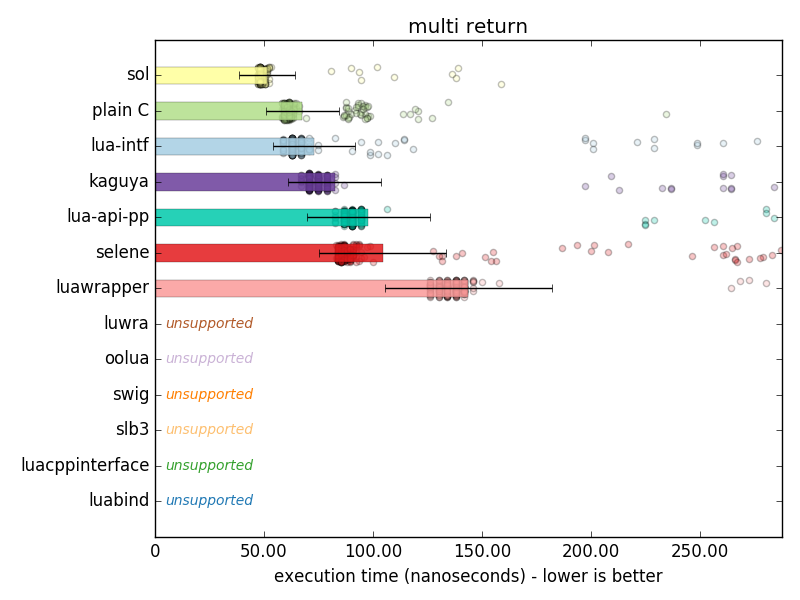 multi return
sol
plain C
lua-intf
kaguya
lua-api-pp
selene
luawrapper
luwra unsupported
oolua unsupported
swig unsupported
slb3 unsupported
luacppinterface unsupported
luabind unsupported
0 50.00 100.00 150.00 200.00 250.00
execution time (nanoseconds) - lower is better